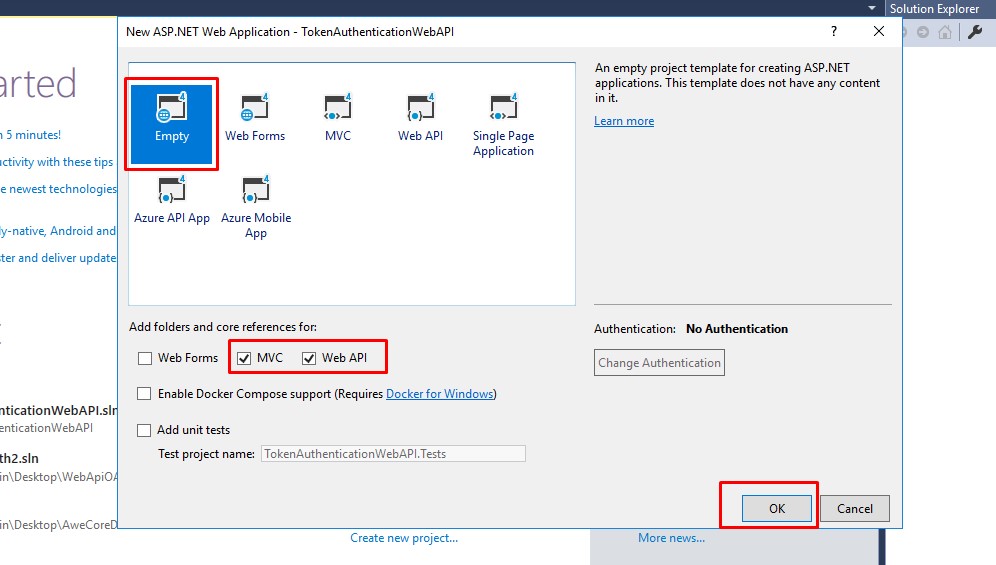 Solution Explorer
New ASP.NET Web Application - TokenAuthenticationWebAPI
?
arted
n 5 minutes!
uctivity with these tips
e newest technologies
ly-native, Android and
ster and deliver update
Empty
Web Forms
MVC
Web API
Single Page
Application
Azure API App
Azure Mobile
App
An empty project template for creating ASP.NET
applications. This template does not have any content
in it.
Learn more
Add folders and core references for:
Web Forms
MVC
Web API
Enable Docker Compose support (Requires Docker for Windows)
Add unit tests
Test project name: TokenAuthenticationWebAPI.Tests
Authentication: No Authentication
Change Authentication
enticationWebAPI.sln
enticationWebAPI
th2.sln
in\Desktop\WebApiOA
in\Desktop\AweCoreD
OK
Cancel
Create new project...
More news...